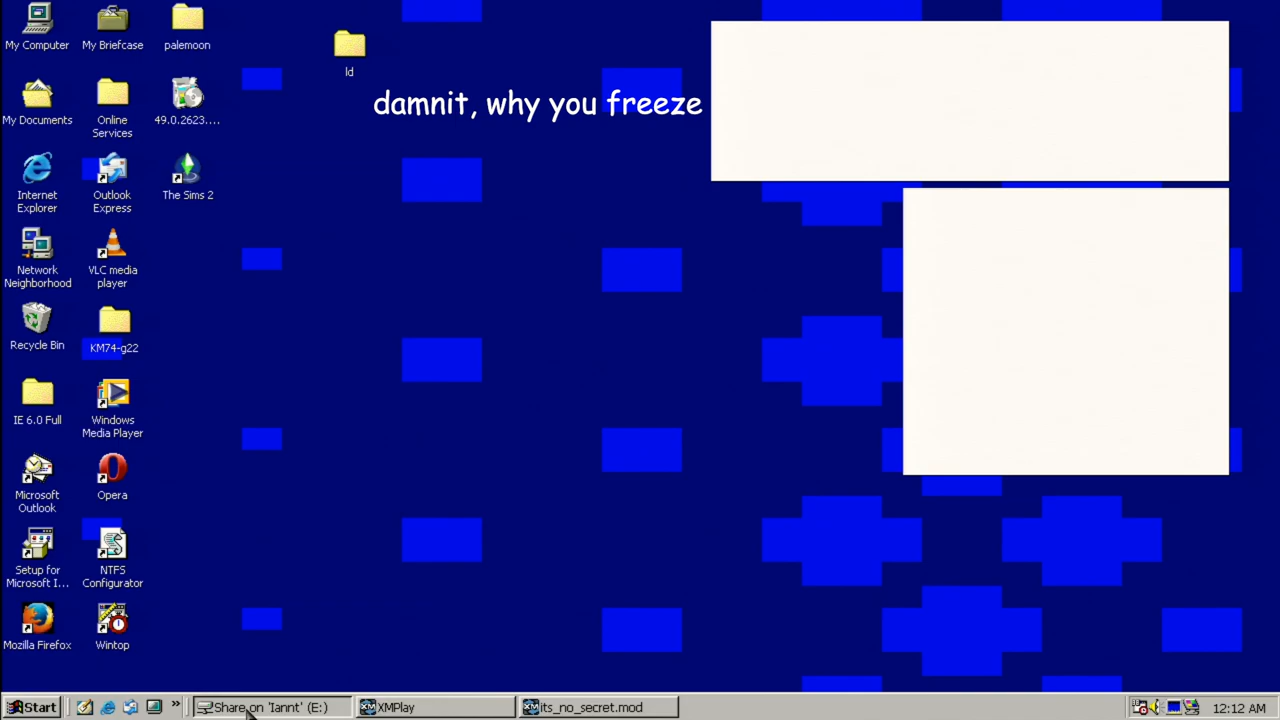 My Computer
My Briefcase
palemoon
ld
damnit, why you freeze
My Documents
Online
Services
49.0.2623....
Internet
Explorer
Outlook
Express
The Sims 2
Network
Neighborhood
VLC media
player
Recycle Bin
KM74-g22
IE 6.0 Full
Windows
Media Player
Microsoft
Outlook
Opera
Setup for
Microsoft I...
NTFS
Configurator
Mozilla Firefox
Wintop
Start
»
Share on 'Iannt' (E:)
XMPlay
its_no_secret.mod
12:12 AM